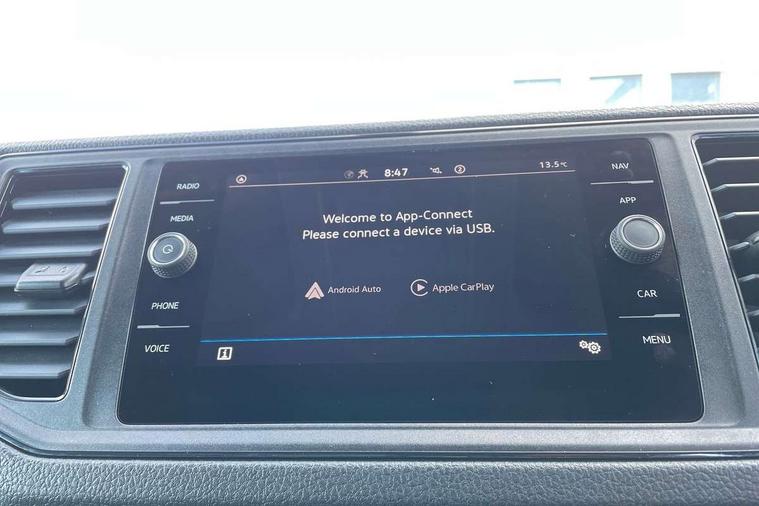 RADIO
MEDIA
PHONE
VOICE
8:47
2
13.5°C
Welcome to App-Connect
Please connect a device via USB.
Android Auto
Apple CarPlay
NAV
APP
CAR
MENU